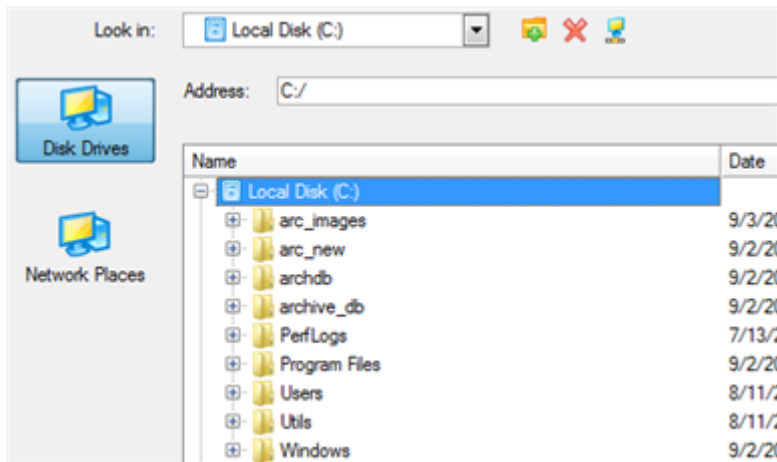 Look in: Local Disk (C:)
Address: C:/
Disk Drives
Network Places
Name Date
Local Disk (C:)
arc_images 9/3/20
arc_new 9/2/20
archdb 9/2/20
archive_db 9/2/20
PerfLogs 7/13/2
Program Files 9/2/20
Users 8/11/2
Utils 8/11/2
Windows 9/2/20